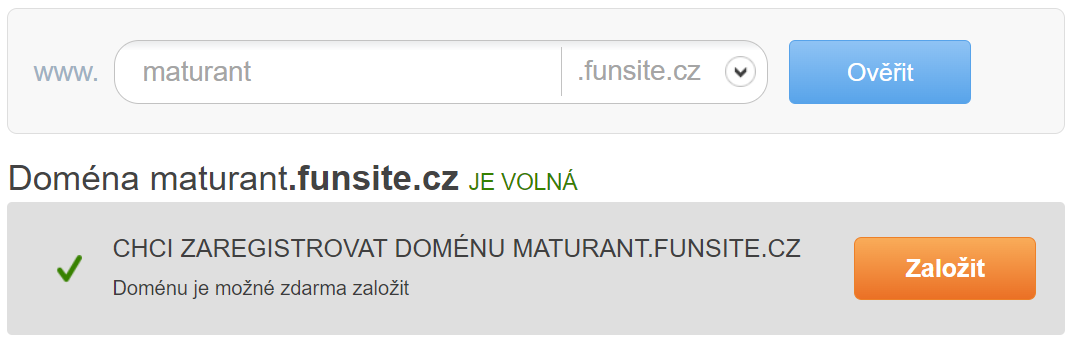 www. maturant .funsite.cz Ověřit
Doména maturant.funsite.cz JE VOLNÁ
CHCI ZAREGISTROVAT DOMÉNU MATURANT.FUNSITE.CZ
Založit
Doménu je možné zdarma založit